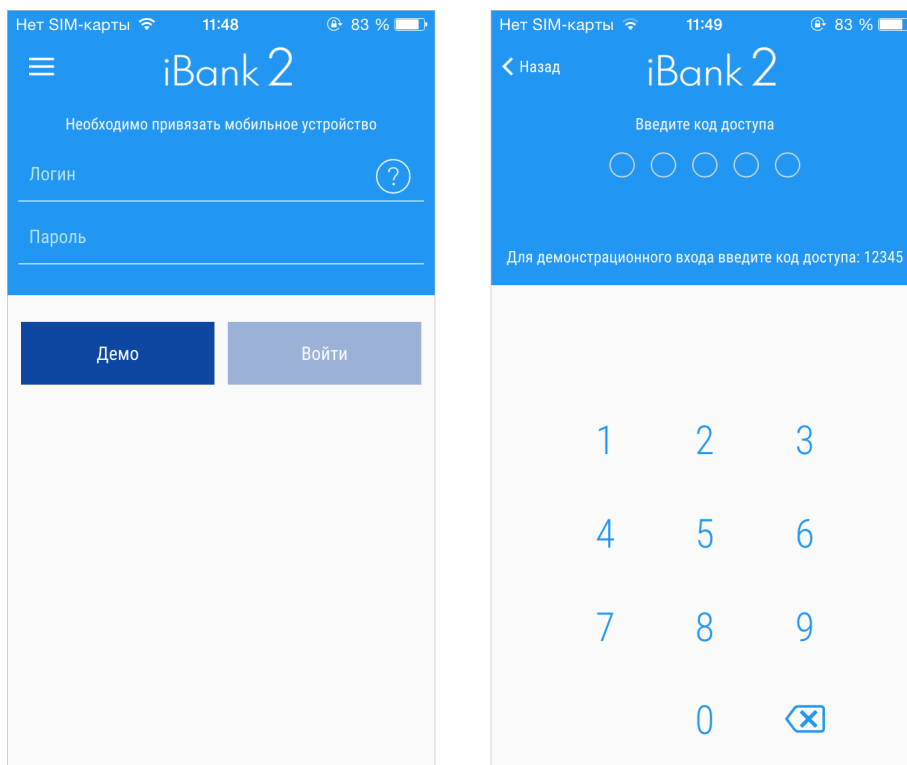 Нет SIM-карты 11:48 83 %
iBank 2
Необходимо привязать мобильное устройство
Логин ?
Пароль
Демо Войти
Нет SIM-карты 11:49 83 %
Назад iBank 2
Введите код доступа
Для демонстрационного входа введите код доступа: 12345
1 2 3
4 5 6
7 8 9
0